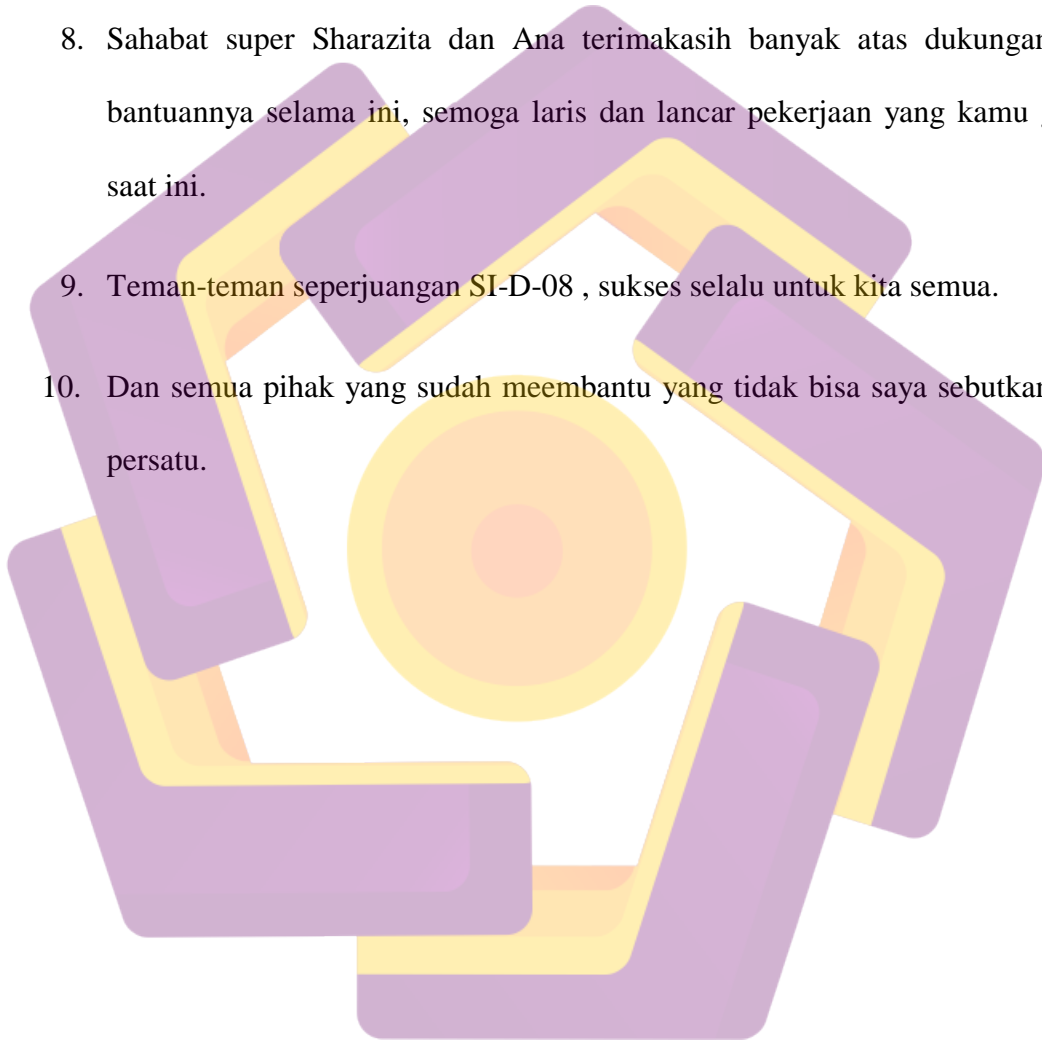 8. Sahabat super Sharazita dan Ana terimakasih banyak atas dukungan
bantuannya selama ini, semoga laris dan lancar pekerjaan yang kamu
saat ini.
9. Teman-teman seperjuangan SI-D-08 , sukses selalu untuk kita semua.
10. Dan semua pihak yang sudah meembantu yang tidak bisa saya sebutkan
persatu.